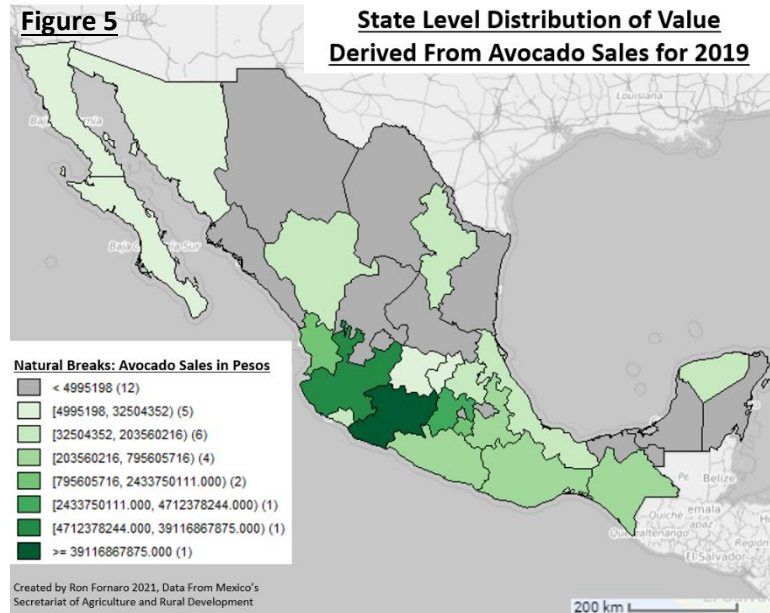 Figure 5
State Level Distribution of Value
Derived From Avocado Sales for 2019
Louisiana
Baja California Sur
Natural Breaks: Avocado Sales in Pesos
< 4995198 (12)
[4995198, 32504352) (5)
[32504352, 203560216) (6)
[203560216, 795605716) (4)
[795605716, 2433750111.000) (2)
[2433750111.000, 4712378244.000) (1)
[4712378244.000, 39116867875.000) (1)
>= 39116867875.000 (1)
Belize
Quiché
El Salvador
Created by Ron Fornaro 2021, Data From Mexico's
Secretariat of Agriculture and Rural Development
200 km